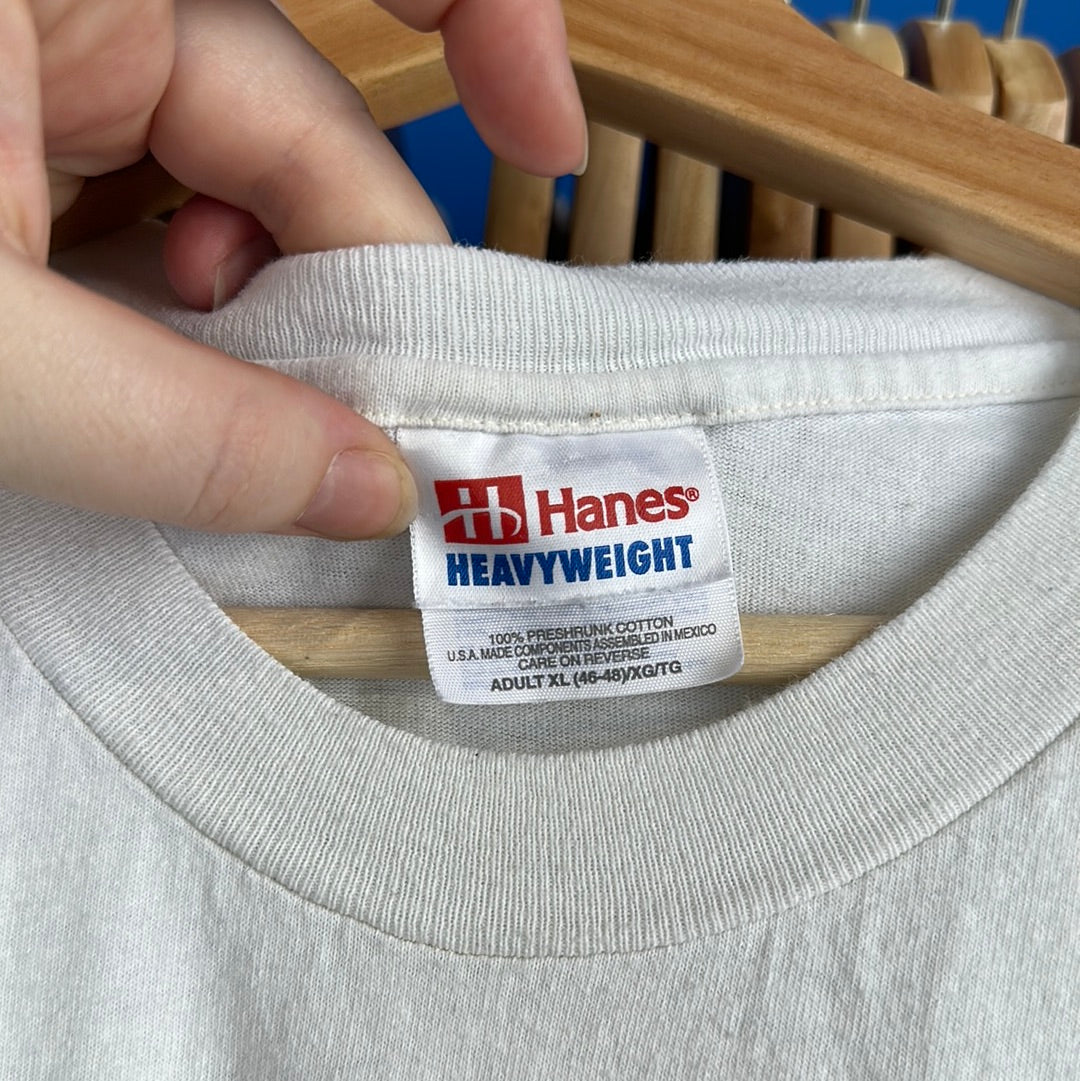 H Hanes®
HEAVYWEIGHT
100% PRESHRUNK COTTON
U.S.A. MADE COMPONENTS ASSEMBLED IN MEXICO
CARE ON REVERSE
ADULT XL (46-48)/XG/TG